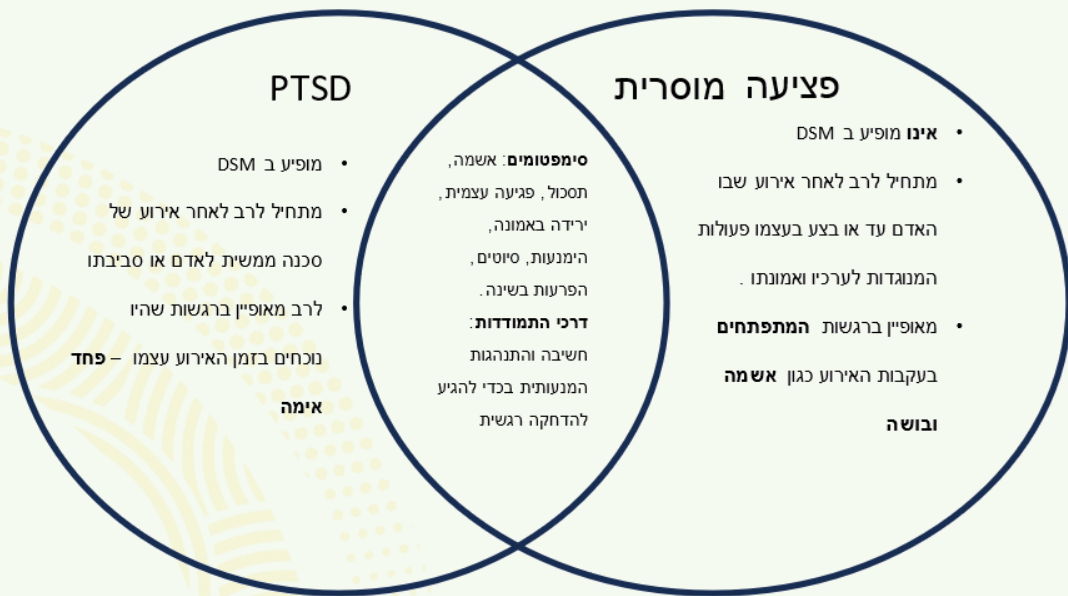 פציעה מוסרית
• אינו מופיע ב DSM
• מתחיל לרב לאחר אירוע שבו
האדם עד או בצע בעצמו פעולות
המנוגדות לערכיו ואמונתו .
• מאופיין ברגשות המתפתחים
בעקבות האירוע כגון אשמה
ובושה
סימפטומים: אשמה,
תסכול, פגיעה עצמית,
ירידה באמונה,
הימנעות, סיוטים,
הפרעות בשינה.
דרכי התמודדות:
חשיבה והתנהגות
המנעותית בכדי להגיע
להדחקה רגשית
PTSD
• מופיע ב DSM
• מתחיל לרב לאחר אירוע של
סכנה ממשית לאדם או סביבתו
• לרב מאופיין ברגשות שהיו
נוכחים בזמן האירוע עצמו – פחד
אימה